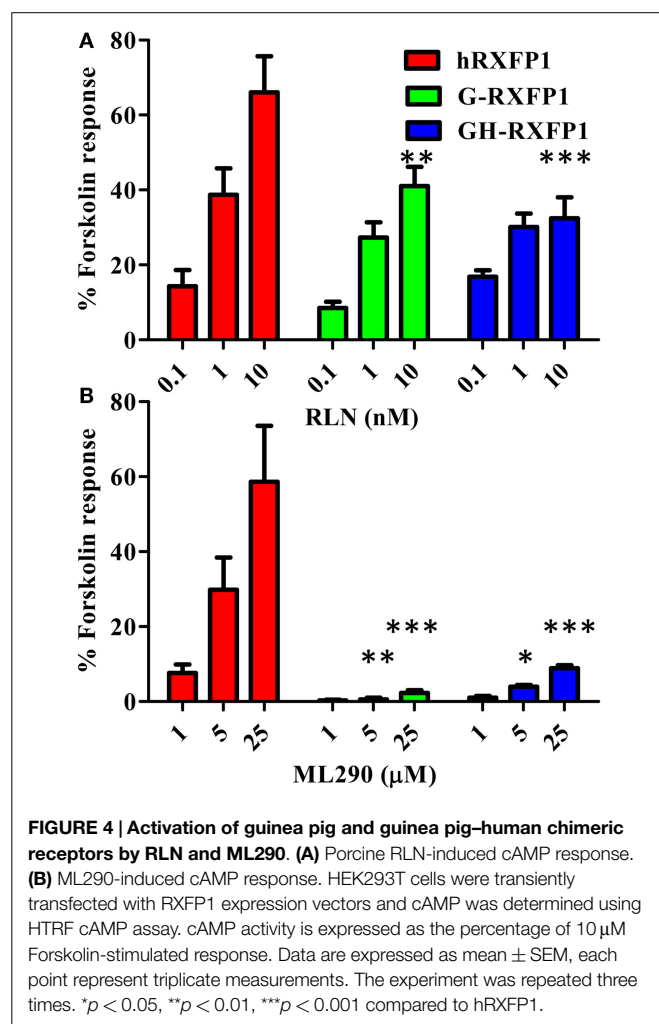 A
80
60
40
20
0
% Forskolin response
hRXFP1
G-RXFP1
GH-RXFP1
** ***
0.1 1 10 0.1 1 10 0.1 1 10
RLN (nM)
B
80
60
40
20
0
% Forskolin response
*** ***
** *
1 5 25 1 5 25 1 5 25
ML290 (μM)
FIGURE 4 | Activation of guinea pig and guinea pig–human chimeric
receptors by RLN and ML290. (A) Porcine RLN-induced cAMP response.
(B) ML290-induced cAMP response. HEK293T cells were transiently
transfected with RXFP1 expression vectors and cAMP was determined using
HTRF cAMP assay. cAMP activity is expressed as the percentage of 10 μM
Forskolin-stimulated response. Data are expressed as mean ± SEM, each
point represent triplicate measurements. The experiment was repeated three
times. *p < 0.05, **p < 0.01, ***p < 0.001 compared to hRXFP1.